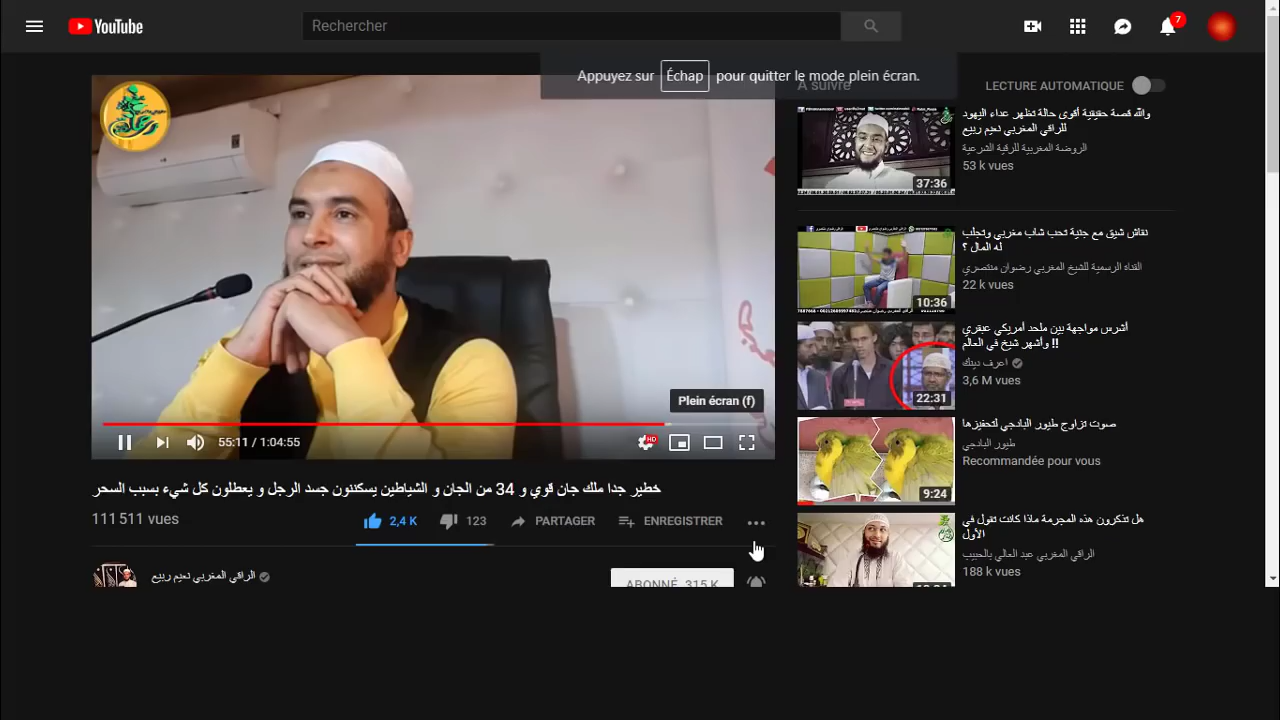 YouTube
Rechercher
7
Appuyez sur Échap pour quitter le mode plein écran.
À suivre
LECTURE AUTOMATIQUE
والله قصة حقيقية أقوى حالة تظهر عداء اليهود
للراقي المغربي نعيم ربيع
الروضة المغربية للرقية الشرعية
53 k vues
37:36
نقاش شيق مع جنية تحب شاب مغربي وتجلب
له المال ؟
القناه الرسمية للشيخ المغربي رضوان منتصري
22 k vues
10:36
أشرس مواجهة بين ملحد أمريكي عبقري
وأشهر شيخ في العالم !!
اعرف دينك
3,6 M vues
22:31
صوت تزاوج طيور البادجي لتحفيزها
طيور البادجي
Recommandée pour vous
9:24
هل تذكرون هذه المجرمة ماذا كانت تقول في
الأول
الراقي المغربي عبد العالي بالحبيب
188 k vues
Plein écran (f)
55:11 / 1:04:55
HD
خطير جدا ملك جان قوي و 34 من الجان و الشياطين يسكنون جسد الرجل و يعطلون كل شيء بسبب السحر
111 511 vues
2,4 K
123
PARTAGER
ENREGISTRER
الراقي المغربي نعيم ربيع
ABONNÉ 315 K